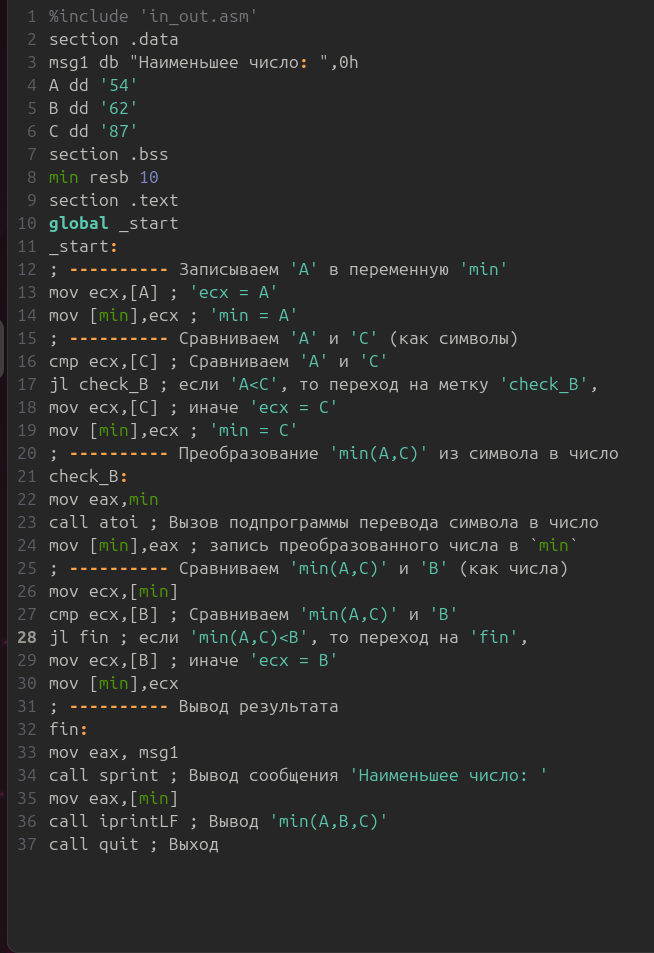 1 %include 'in_out.asm'
2 section .data
3 msg1 db "Наименьшее число: ",0h
4 A dd '54'
5 B dd '62'
6 C dd '87'
7 section .bss
8 min resb 10
9 section .text
10 global _start
11 _start:
12 ; ---------- Записываем 'A' в переменную 'min'
13 mov ecx,[A] ; 'ecx = A'
14 mov [min],ecx ; 'min = A'
15 ; ---------- Сравниваем 'A' и 'С' (как символы)
16 cmp ecx,[C] ; Сравниваем 'A' и 'С'
17 jl check_B ; если 'A<C', то переход на метку 'check_B',
18 mov ecx,[C] ; иначе 'ecx = C'
19 mov [min],ecx ; 'min = C'
20 ; ---------- Преобразование 'min(A,C)' из символа в число
21 check_B:
22 mov eax,min
23 call atoi ; Вызов подпрограммы перевода символа в число
24 mov [min],eax ; запись преобразованного числа в `min`
25 ; ---------- Сравниваем 'min(A,C)' и 'B' (как числа)
26 mov ecx,[min]
27 cmp ecx,[B] ; Сравниваем 'min(A,C)' и 'B'
28 jl fin ; если 'min(A,C)<B', то переход на 'fin',
29 mov ecx,[B] ; иначе 'ecx = B'
30 mov [min],ecx
31 ; ---------- Вывод результата
32 fin:
33 mov eax, msg1
34 call sprint ; Вывод сообщения 'Наименьшее число: '
35 mov eax,[min]
36 call iprintLF ; Вывод 'min(A,B,C)'
37 call quit ; Выход